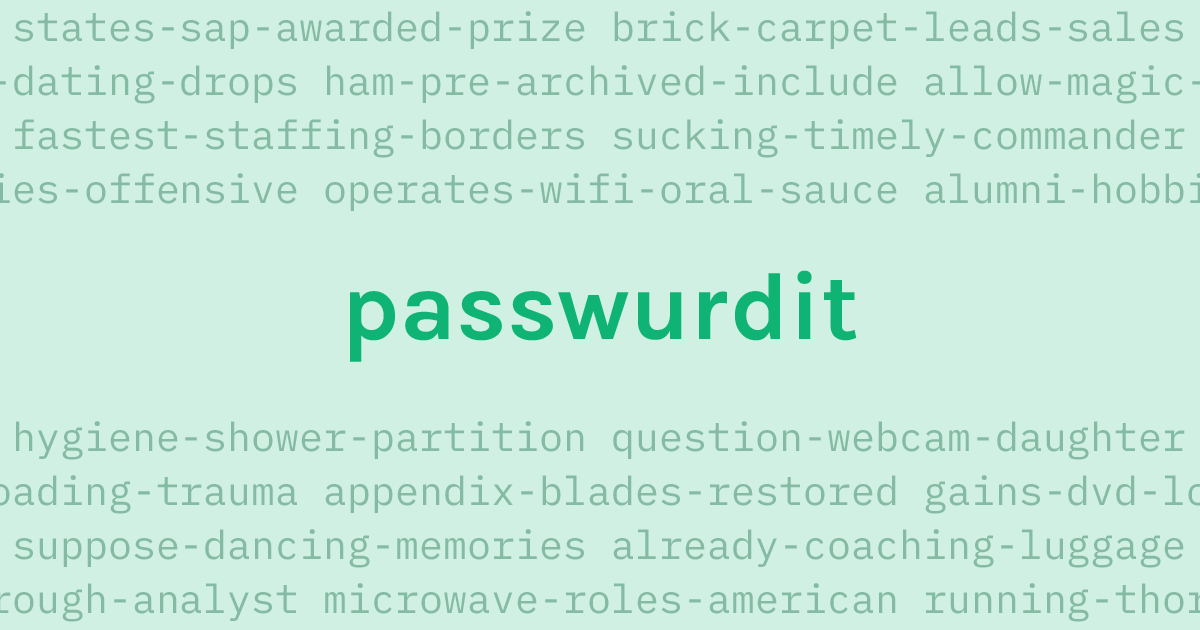 states-sap-awarded-prize brick-carpet-leads-sales
-dating-drops ham-pre-archived-include allow-magic-
fastest-staffing-borders sucking-timely-commander
ies-offensive operates-wifi-oral-sauce alumni-hobbi
passwurdit
hygiene-shower-partition question-webcam-daughter
oading-trauma appendix-blades-restored gains-dvd-lo
suppose-dancing-memories already-coaching-luggage
rough-analyst microwave-roles-american running-thor